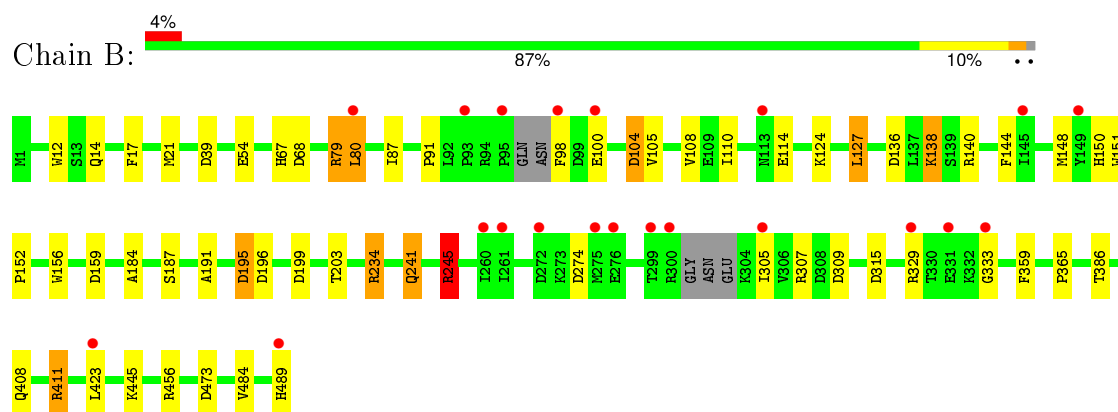 4%
Chain B:
87% 10% • •
M1 W12 S13 Q14 F17 M21 D39 E54 H67 D68 R79 L80 I87 P91 L92 P93 R94 P95 GLN ASN F98 D99 E100 D104 V105 V108 E109 I110 N113 E114 K124 L127 D136 L137 K138 S139 R140 F144 I145 M148 Y149 H150 W151
P152 W156 D159 A184 S187 A191 D195 D196 D199 T203 R234 Q241 R245 I260 I261 D272 K273 D274 M275 E276 T299 R300 GLY ASN GLU K304 I305 V306 R307 D308 D309 D315 R329 T330 E331 K332 G333 F359 P365 T386
Q408 R411 L423 K445 R456 D473 V484 H489